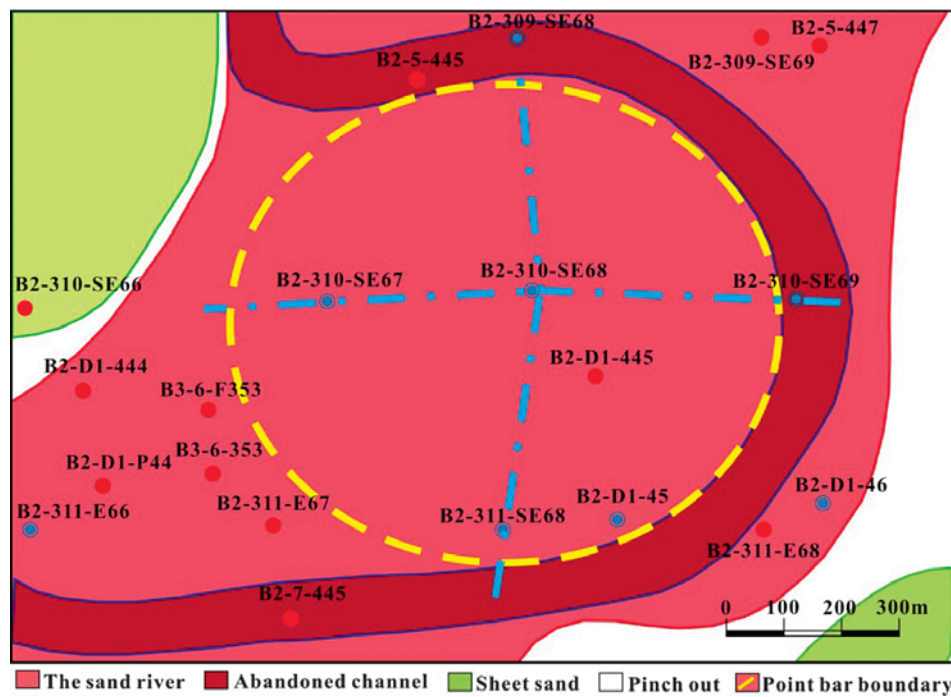 B2-309-SE68
B2-5-447
B2-309-SE69
B2-5-445
B2-310-SE66
B2-310-SE67
B2-310-SE68
B2-310-SE69
B2-D1-444
B2-D1-445
B3-6-F353
B3-6-353
B2-D1-P44
B2-311-E66
B2-311-E67
B2-311-SE68
B2-D1-45
B2-D1-46
B2-311-E68
B2-7-445
0 100 200 300m
The sand river Abandoned channel Sheet sand Pinch out Point bar boundary